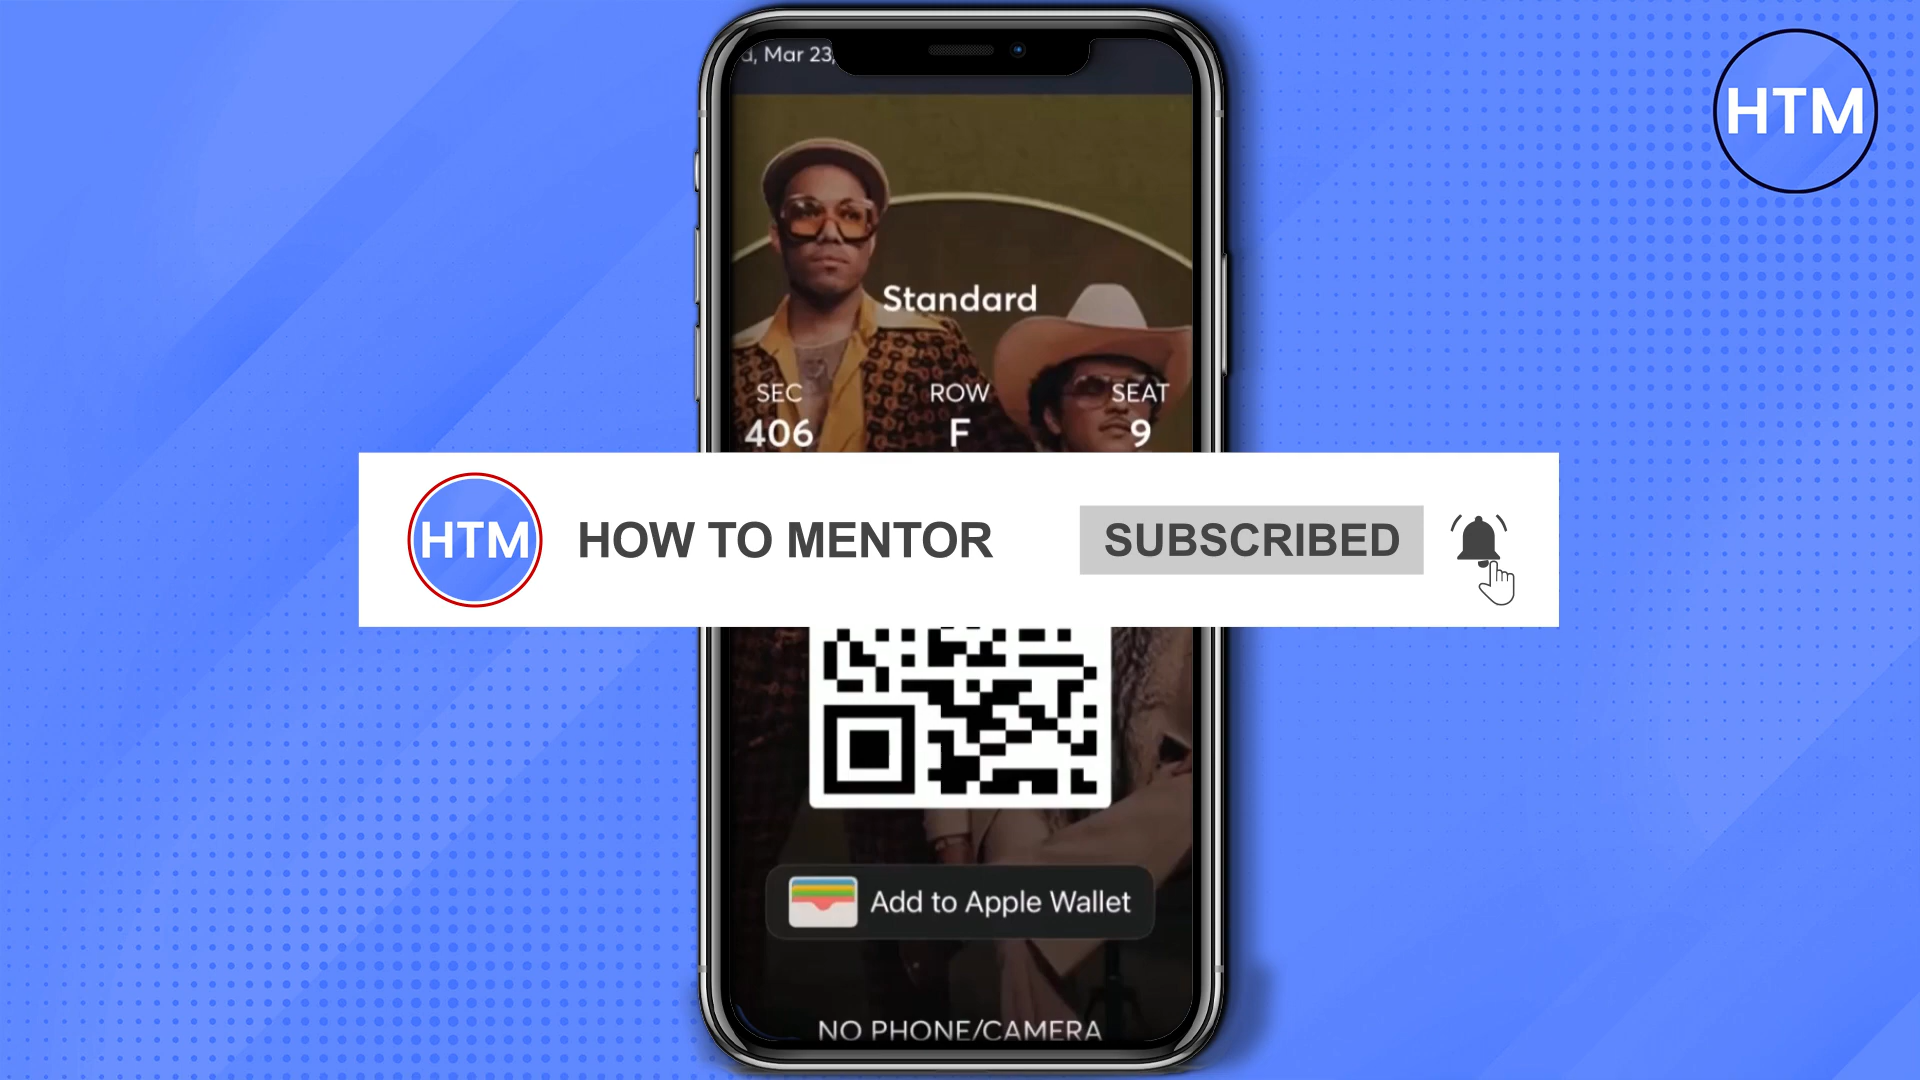 d, Mar 23,
HTM
Standard
SEC ROW SEAT
406 F 9
HTM HOW TO MENTOR SUBSCRIBED
Add to Apple Wallet
NO PHONE/CAMERA